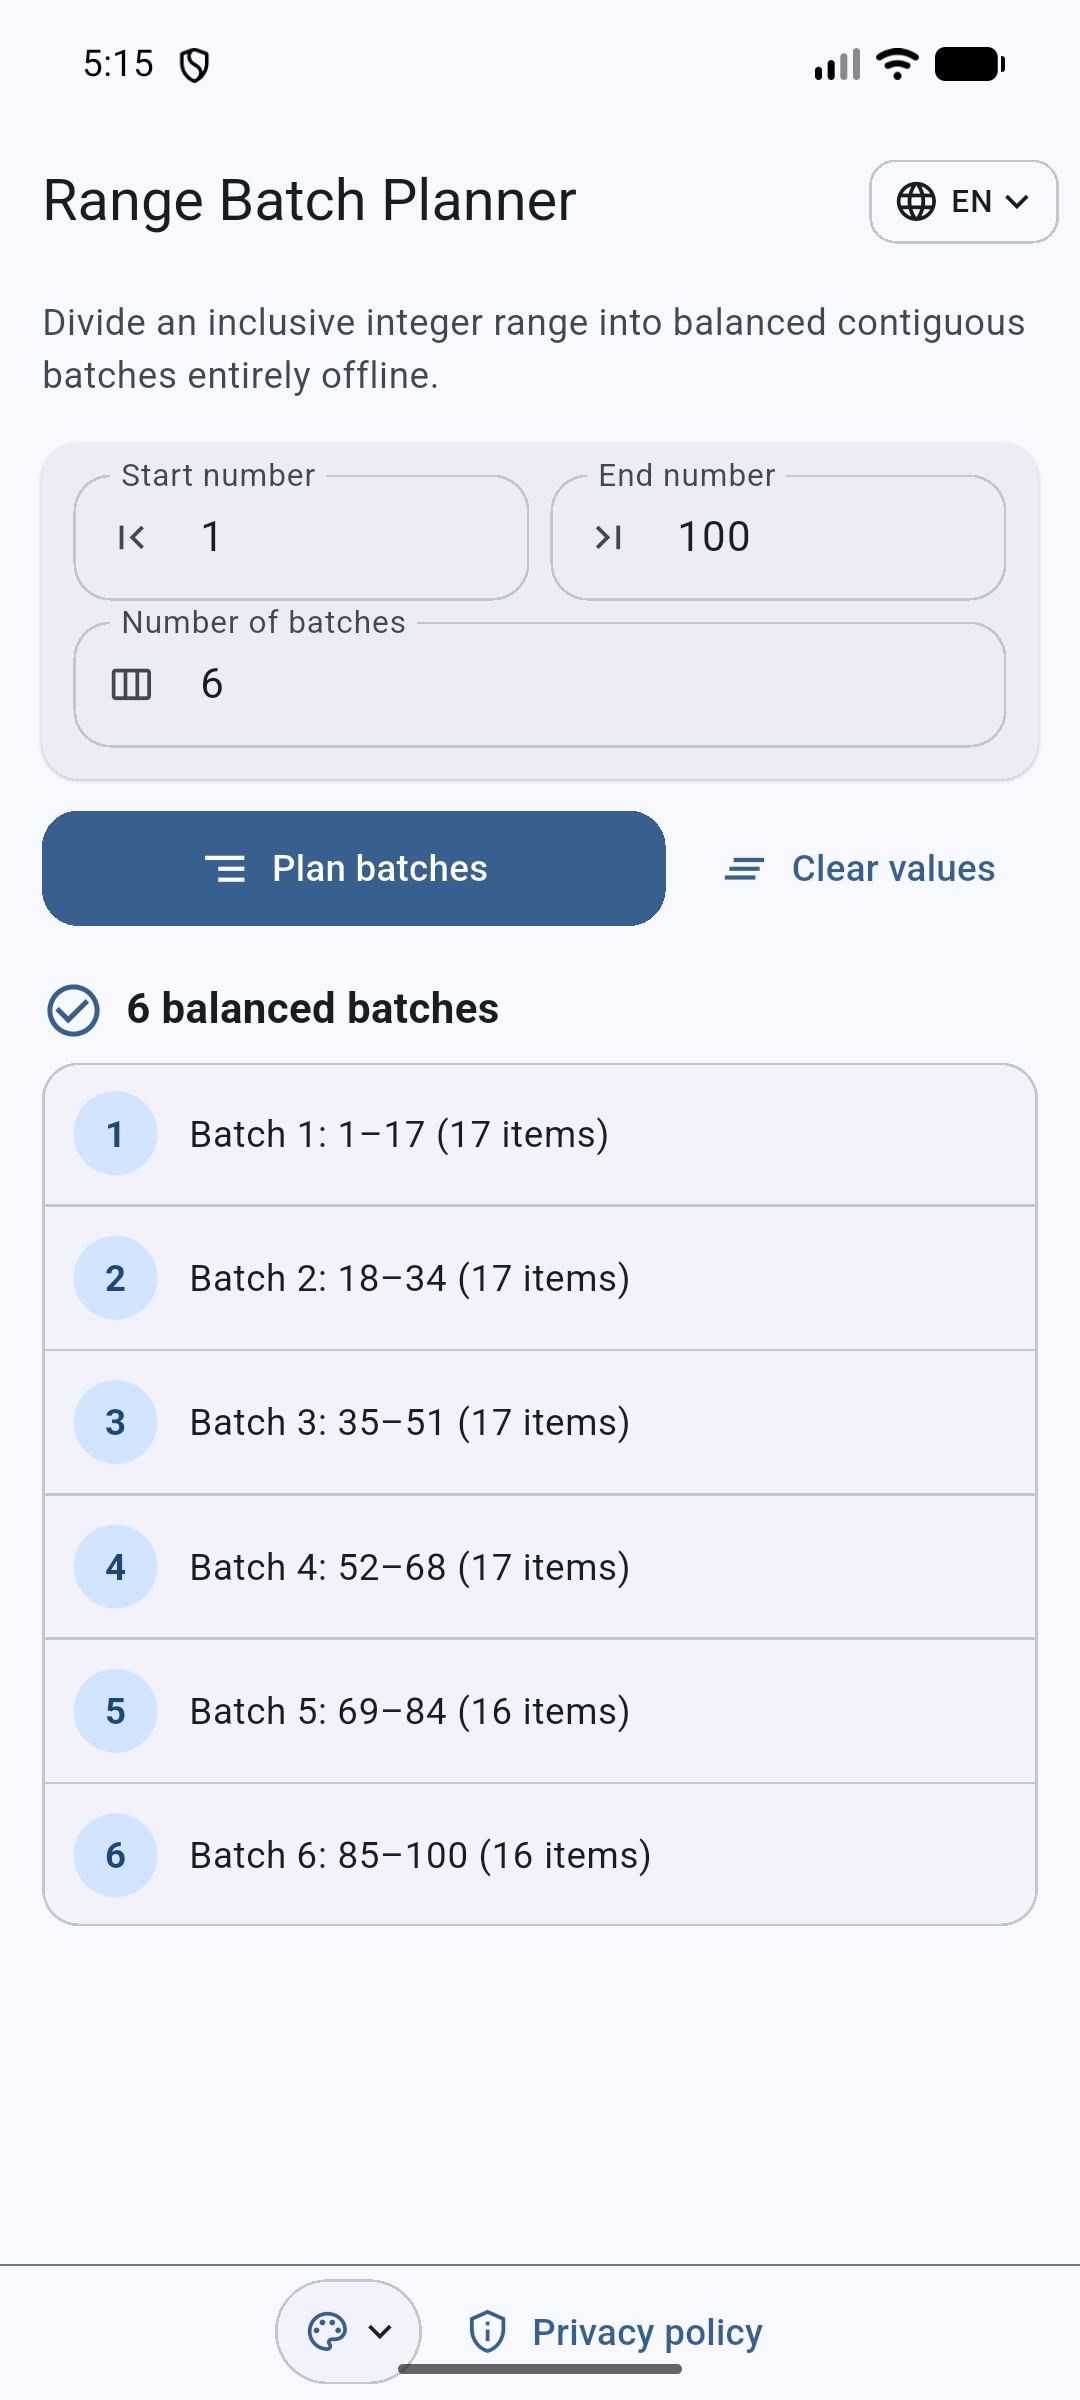 5:15
Range Batch Planner
EN
Divide an inclusive integer range into balanced contiguous
batches entirely offline.
Start number
1
End number
100
Number of batches
6
Plan batches
Clear values
6 balanced batches
1 Batch 1: 1–17 (17 items)
2 Batch 2: 18–34 (17 items)
3 Batch 3: 35–51 (17 items)
4 Batch 4: 52–68 (17 items)
5 Batch 5: 69–84 (16 items)
6 Batch 6: 85–100 (16 items)
Privacy policy